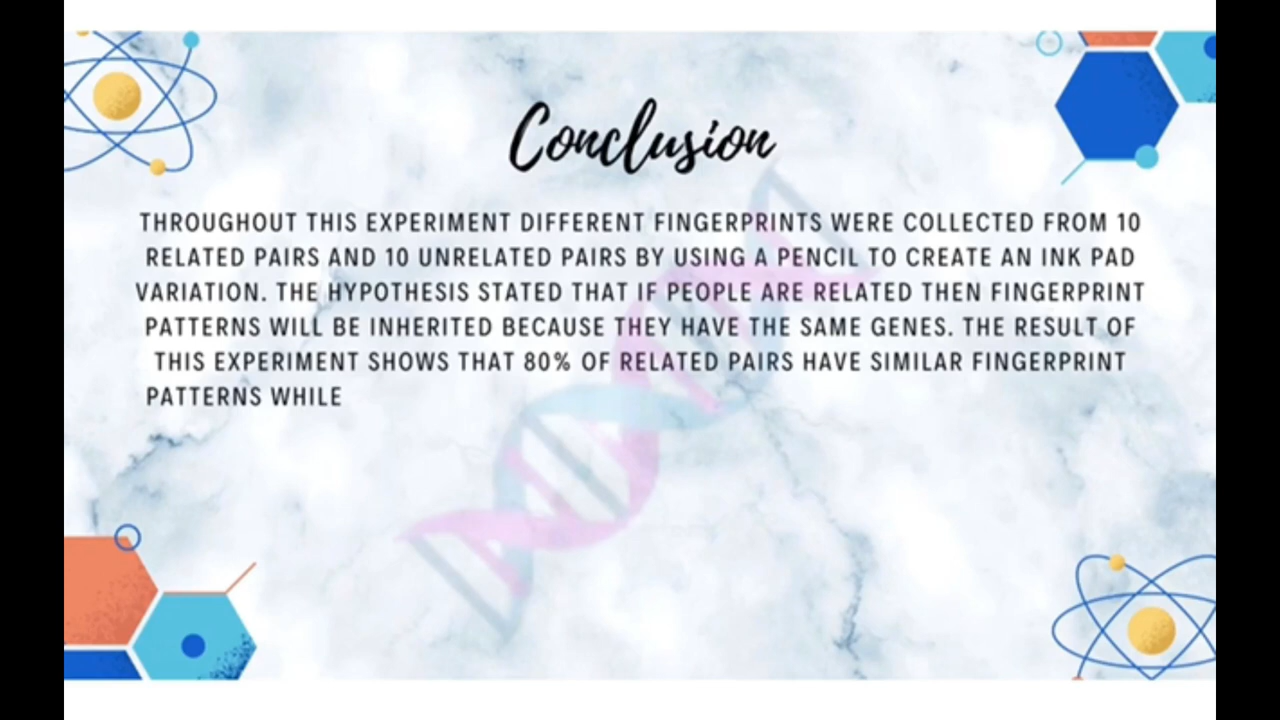 Conclusion
THROUGHOUT THIS EXPERIMENT DIFFERENT FINGERPRINTS WERE COLLECTED FROM 10
RELATED PAIRS AND 10 UNRELATED PAIRS BY USING A PENCIL TO CREATE AN INK PAD
VARIATION. THE HYPOTHESIS STATED THAT IF PEOPLE ARE RELATED THEN FINGERPRINT
PATTERNS WILL BE INHERITED BECAUSE THEY HAVE THE SAME GENES. THE RESULT OF
THIS EXPERIMENT SHOWS THAT 80% OF RELATED PAIRS HAVE SIMILAR FINGERPRINT
PATTERNS WHILE